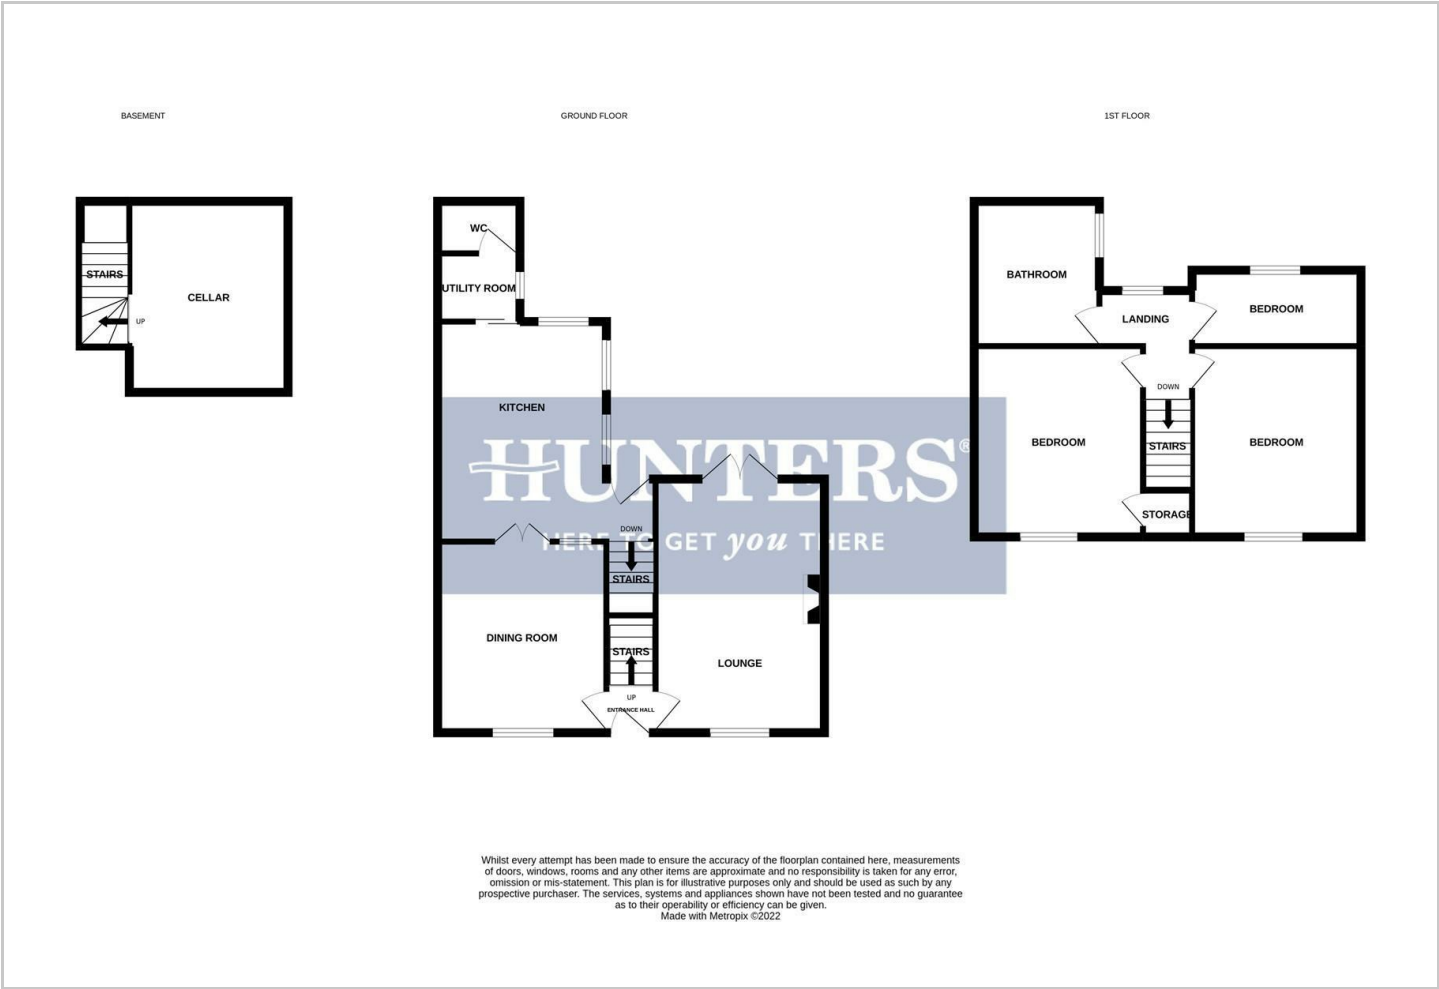 BASEMENT
GROUND FLOOR
1ST FLOOR
STAIRS
UP
CELLAR
WC
UTILITY ROOM
KITCHEN
HUNTERS®
HERE TO GET you THERE
DOWN
STAIRS
DINING ROOM
STAIRS
UP
ENTRANCE HALL
LOUNGE
BATHROOM
LANDING
BEDROOM
DOWN
BEDROOM
STAIRS
BEDROOM
STORAGE
Whilst every attempt has been made to ensure the accuracy of the floorplan contained here, measurements
of doors, windows, rooms and any other items are approximate and no responsibility is taken for any error,
omission or mis-statement. This plan is for illustrative purposes only and should be used as such by any
prospective purchaser. The services, systems and appliances shown have not been tested and no guarantee
as to their operability or efficiency can be given.
Made with Metropix ©2022